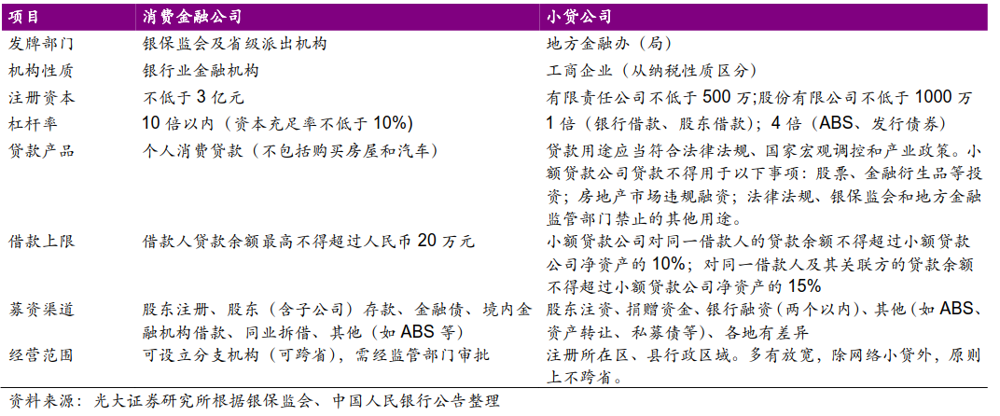 项目 消费金融公司 小贷公司
发牌部门 银保监会及省级派出机构 地方金融办（局）
机构性质 银行业金融机构 工商企业（从纳税性质区分）
注册资本 不低于 3 亿元 有限责任公司不低于 500 万;股份有限公司不低于 1000 万
杠杆率 10 倍以内（资本充足率不低于 10%) 1 倍（银行借款、股东借款）；4 倍（ABS、发行债券）
贷款产品 个人消费贷款（不包括购买房屋和汽车） 贷款用途应当符合法律法规、国家宏观调控和产业政策。小
额贷款公司贷款不得用于以下事项：股票、金融衍生品等投
资；房地产市场违规融资；法律法规、银保监会和地方金融
监管部门禁止的其他用途。
借款上限 借款人贷款余额最高不得超过人民币 20 万元 小额贷款公司对同一借款人的贷款余额不得超过小额贷款
公司净资产的 10%；对同一借款人及其关联方的贷款余额
不得超过小额贷款公司净资产的 15%
募资渠道 股东注册、股东（含子公司）存款、金融债、境内金 股东注资、捐赠资金、银行融资（两个以内）、其他（如 ABS、
融机构借款、同业拆借、其他（如 ABS 等） 资产转让、私募债等）、各地有差异
经营范围 可设立分支机构（可跨省），需经监管部门审批 注册所在区、县行政区域。多有放宽，除网络小贷外，原则
上不跨省。
资料来源：光大证券研究所根据银保监会、中国人民银行公告整理